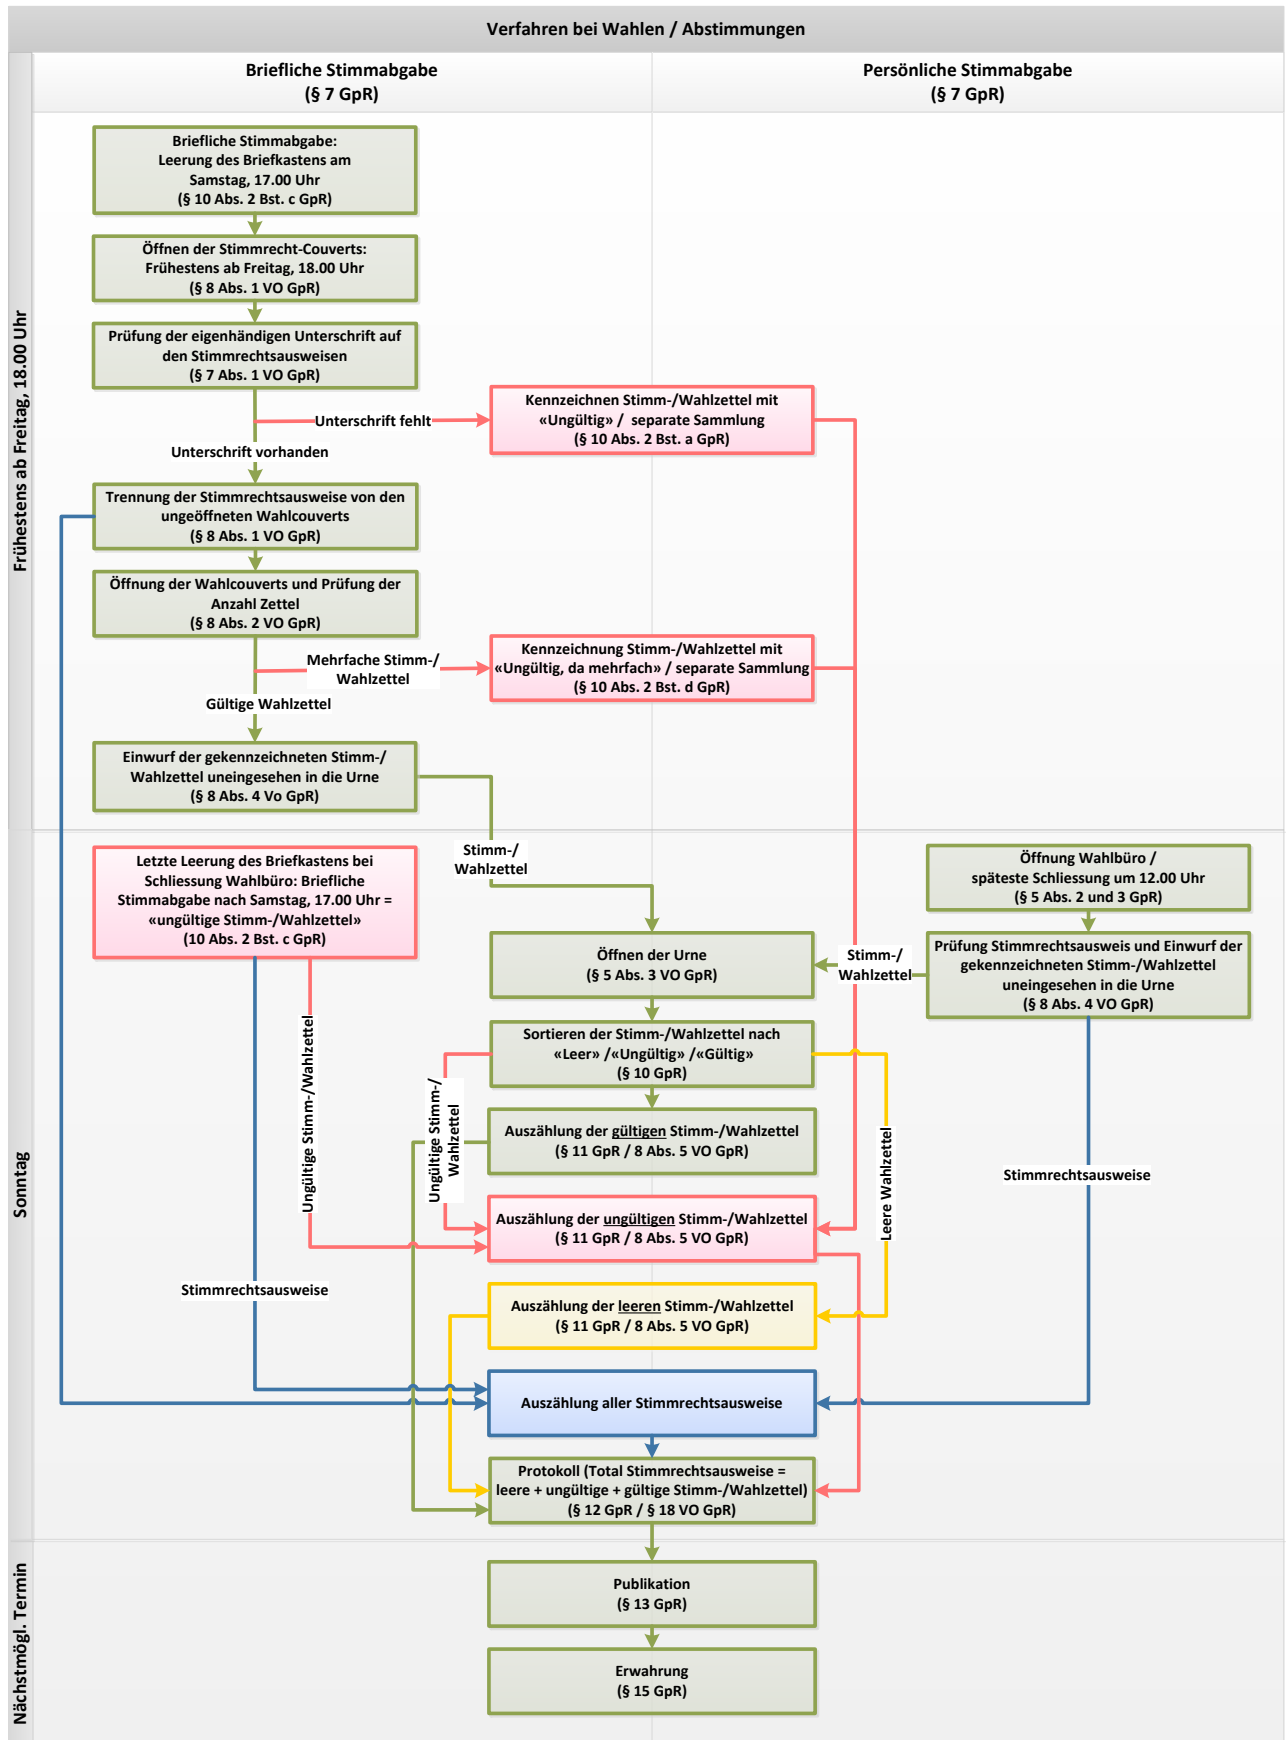 Verfahren bei Wahlen / Abstimmungen
Briefliche Stimmabgabe
(§ 7 GpR)
Persönliche Stimmabgabe
(§ 7 GpR)
Frühestens ab Freitag, 18.00 Uhr
Briefliche Stimmabgabe:
Leerung des Briefkastens am
Samstag, 17.00 Uhr
(§ 10 Abs. 2 Bst. c GpR)
Öffnen der Stimmrecht-Couverts:
Frühestens ab Freitag, 18.00 Uhr
(§ 8 Abs. 1 VO GpR)
Prüfung der eigenhändigen Unterschrift auf
den Stimmrechtsausweisen
(§ 7 Abs. 1 VO GpR)
Unterschrift fehlt
Kennzeichnen Stimm-/Wahlzettel mit
«Ungültig» / separate Sammlung
(§ 10 Abs. 2 Bst. a GpR)
Unterschrift vorhanden
Trennung der Stimmrechtsausweise von den
ungeöffneten Wahlcouverts
(§ 8 Abs. 1 VO GpR)
Öffnung der Wahlcouverts und Prüfung der
Anzahl Zettel
(§ 8 Abs. 2 VO GpR)
Mehrfache Stimm-/
Wahlzettel
Kennzeichnung Stimm-/Wahlzettel mit
«Ungültig, da mehrfach» / separate Sammlung
(§ 10 Abs. 2 Bst. d GpR)
Gültige Wahlzettel
Einwurf der gekennzeichneten Stimm-/
Wahlzettel uneingesehen in die Urne
(§ 8 Abs. 4 Vo GpR)
Sonntag
Stimm-/
Wahlzettel
Letzte Leerung des Briefkastens bei
Schliessung Wahlbüro: Briefliche
Stimmabgabe nach Samstag, 17.00 Uhr =
«ungültige Stimm-/Wahlzettel»
(10 Abs. 2 Bst. c GpR)
Öffnung Wahlbüro /
späteste Schliessung um 12.00 Uhr
(§ 5 Abs. 2 und 3 GpR)
Öffnen der Urne
(§ 5 Abs. 3 VO GpR)
Stimm-/
Wahlzettel
Prüfung Stimmrechtsausweis und Einwurf der
gekennzeichneten Stimm-/Wahlzettel
uneingesehen in die Urne
(§ 8 Abs. 4 VO GpR)
Sortieren der Stimm-/Wahlzettel nach
«Leer» /«Ungültig» /«Gültig»
(§ 10 GpR)
Ungültige Stimm-/Wahlzettel
Ungültige Stimm-/
Wahlzettel
Auszählung der gültigen Stimm-/Wahlzettel
(§ 11 GpR / 8 Abs. 5 VO GpR)
Leere Wahlzettel
Stimmrechtsausweise
Auszählung der ungültigen Stimm-/Wahlzettel
(§ 11 GpR / 8 Abs. 5 VO GpR)
Stimmrechtsausweise
Auszählung der leeren Stimm-/Wahlzettel
(§ 11 GpR / 8 Abs. 5 VO GpR)
Auszählung aller Stimmrechtsausweise
Protokoll (Total Stimmrechtsausweise =
leere + ungültige + gültige Stimm-/Wahlzettel)
(§ 12 GpR / § 18 VO GpR)
Nächstmögl. Termin
Publikation
(§ 13 GpR)
Erwahrung
(§ 15 GpR)